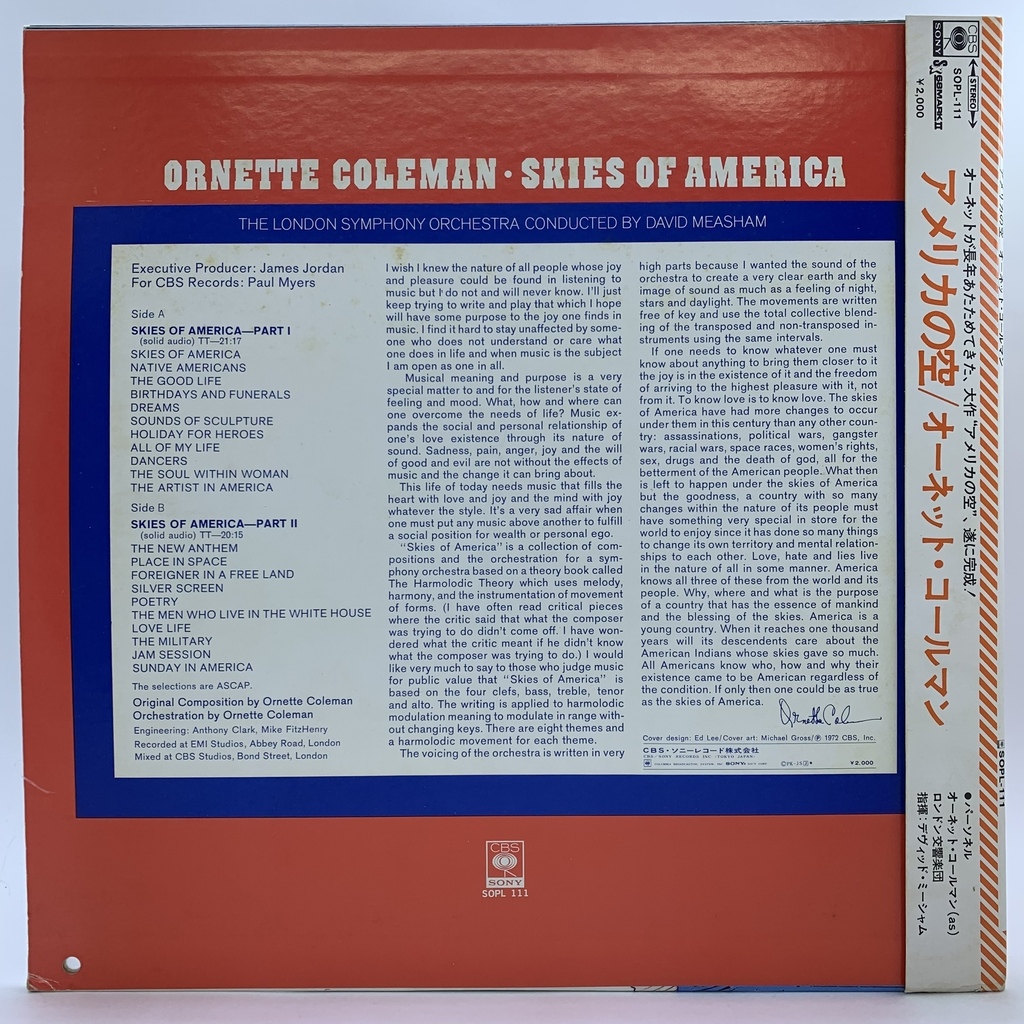 ORNETTE COLEMAN · SKIES OF AMERICA
THE LONDON SYMPHONY ORCHESTRA CONDUCTED BY DAVID MEASHAM
Executive Producer: James Jordan
For CBS Records: Paul Myers
Side A
SKIES OF AMERICA—PART I
(solid audio) TT—21:17
SKIES OF AMERICA
NATIVE AMERICANS
THE GOOD LIFE
BIRTHDAYS AND FUNERALS
DREAMS
SOUNDS OF SCULPTURE
HOLIDAY FOR HEROES
ALL OF MY LIFE
DANCERS
THE SOUL WITHIN WOMAN
THE ARTIST IN AMERICA
Side B
SKIES OF AMERICA—PART II
(solid audio) TT—20:15
THE NEW ANTHEM
PLACE IN SPACE
FOREIGNER IN A FREE LAND
SILVER SCREEN
POETRY
THE MEN WHO LIVE IN THE WHITE HOUSE
LOVE LIFE
THE MILITARY
JAM SESSION
SUNDAY IN AMERICA
The selections are ASCAP.
Original Composition by Ornette Coleman
Orchestration by Ornette Coleman
Engineering: Anthony Clark, Mike FitzHenry
Recorded at EMI Studios, Abbey Road, London
Mixed at CBS Studios, Bond Street, London
I wish I knew the nature of all people whose joy
and pleasure could be found in listening to
music but I do not and will never know. I'll just
keep trying to write and play that which I hope
will have some purpose to the joy one finds in
music. I find it hard to stay unaffected by some-
one who does not understand or care what
one does in life and when music is the subject
I am open as one in all.
Musical meaning and purpose is a very
special matter to and for the listener's state of
feeling and mood. What, how and where can
one overcome the needs of life? Music ex-
pands the social and personal relationship of
one's love existence through its nature of
sound. Sadness, pain, anger, joy and the will
of good and evil are not without the effects of
music and the change it can bring about.
This life of today needs music that fills the
heart with love and joy and the mind with joy
whatever the style. It's a very sad affair when
one must put any music above another to fulfill
a social position for wealth or personal ego.
"Skies of America" is a collection of com-
positions and the orchestration for a sym-
phony orchestra based on a theory book called
The Harmolodic Theory which uses melody,
harmony, and the instrumentation of movement
of forms. (I have often read critical pieces
where the critic said that what the composer
was trying to do didn't come off. I have won-
dered what the critic meant if he didn't know
what the composer was trying to do.) I would
like very much to say to those who judge music
for public value that "Skies of America" is
based on the four clefs, bass, treble, tenor
and alto. The writing is applied to harmolodic
modulation meaning to modulate in range with-
out changing keys. There are eight themes and
a harmolodic movement for each theme.
The voicing of the orchestra is written in very
high parts because I wanted the sound of the
orchestra to create a very clear earth and sky
image of sound as much as a feeling of night,
stars and daylight. The movements are written
free of key and use the total collective blend-
ing of the transposed and non-transposed in-
struments using the same intervals.
If one needs to know whatever one must
know about anything to bring them closer to it
the joy is in the existence of it and the freedom
of arriving to the highest pleasure with it, not
from it. To know love is to know love. The skies
of America have had more changes to occur
under them in this century than any other coun-
try: assassinations, political wars, gangster
wars, racial wars, space races, women's rights,
sex, drugs and the death of god, all for the
betterment of the American people. What then
is left to happen under the skies of America
but the goodness, a country with so many
changes within the nature of its people must
have something very special in store for the
world to enjoy since it has done so many things
to change its own territory and mental relation-
ships to each other. Love, hate and lies live
in the nature of all in some manner. America
knows all three of these from the world and its
people. Why, where and what is the purpose
of a country that has the essence of mankind
and the blessing of the skies. America is a
young country. When it reaches one thousand
years will its descendents care about the
American Indians whose skies gave so much.
All Americans know who, how and why their
existence came to be American regardless of
the condition. If only then one could be as true
as the skies of America.
Cover design: Ed Lee/Cover art: Michael Gross/℗ 1972 CBS, Inc.
CBS・ソニーレコード株式会社
CBS/SONY RECORDS INC. (TOKYO JAPAN)
¥2,000
CBS
SONY
SOPL 111
CBS
SONY
STEREO
SOPL-111
¥2,000
オーネットが長年あたためてきた、大作“アメリカの空”、遂に完成!
アメリカの空/オーネット・コールマン
●パーソネル
オーネット・コールマン(as)
ロンドン交響楽団
指揮:デヴィッド・ミーシャム
SOPL-111